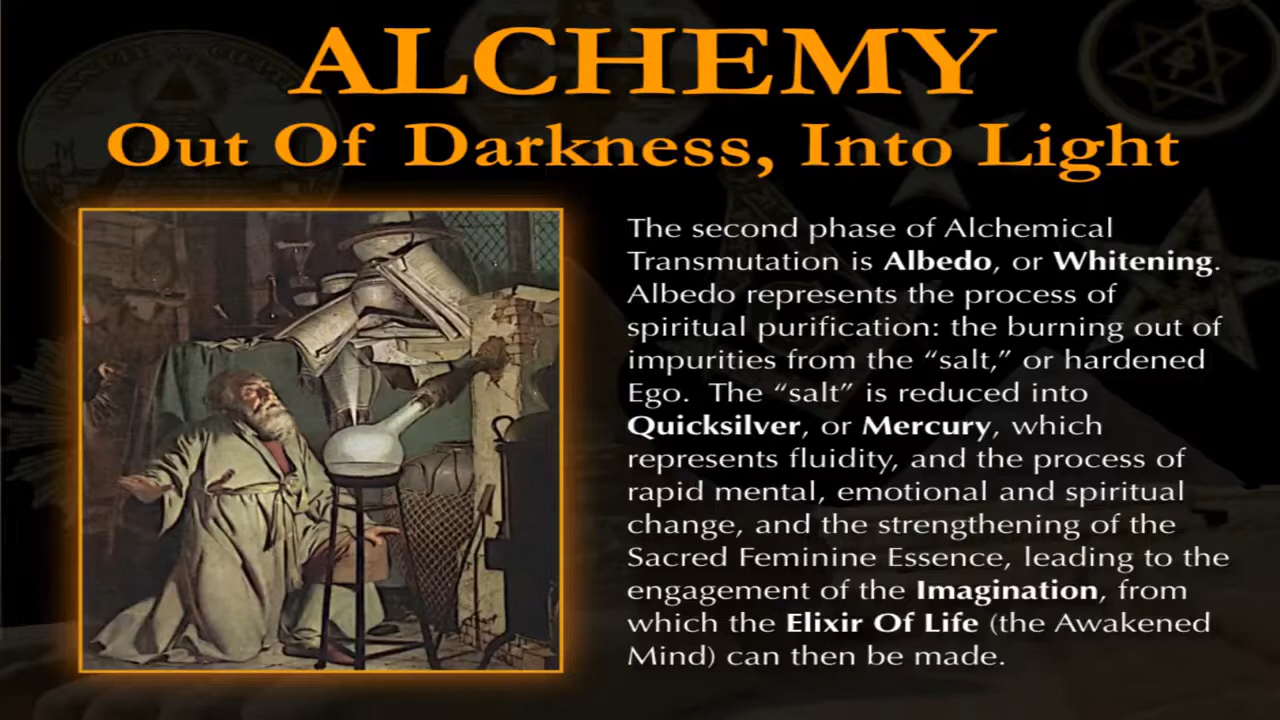 ALCHEMY
Out Of Darkness, Into Light
The second phase of Alchemical
Transmutation is Albedo, or Whitening.
Albedo represents the process of
spiritual purification: the burning out of
impurities from the “salt,” or hardened
Ego.  The “salt” is reduced into
Quicksilver, or Mercury, which
represents fluidity, and the process of
rapid mental, emotional and spiritual
change, and the strengthening of the
Sacred Feminine Essence, leading to the
engagement of the Imagination, from
which the Elixir Of Life (the Awakened
Mind) can then be made.